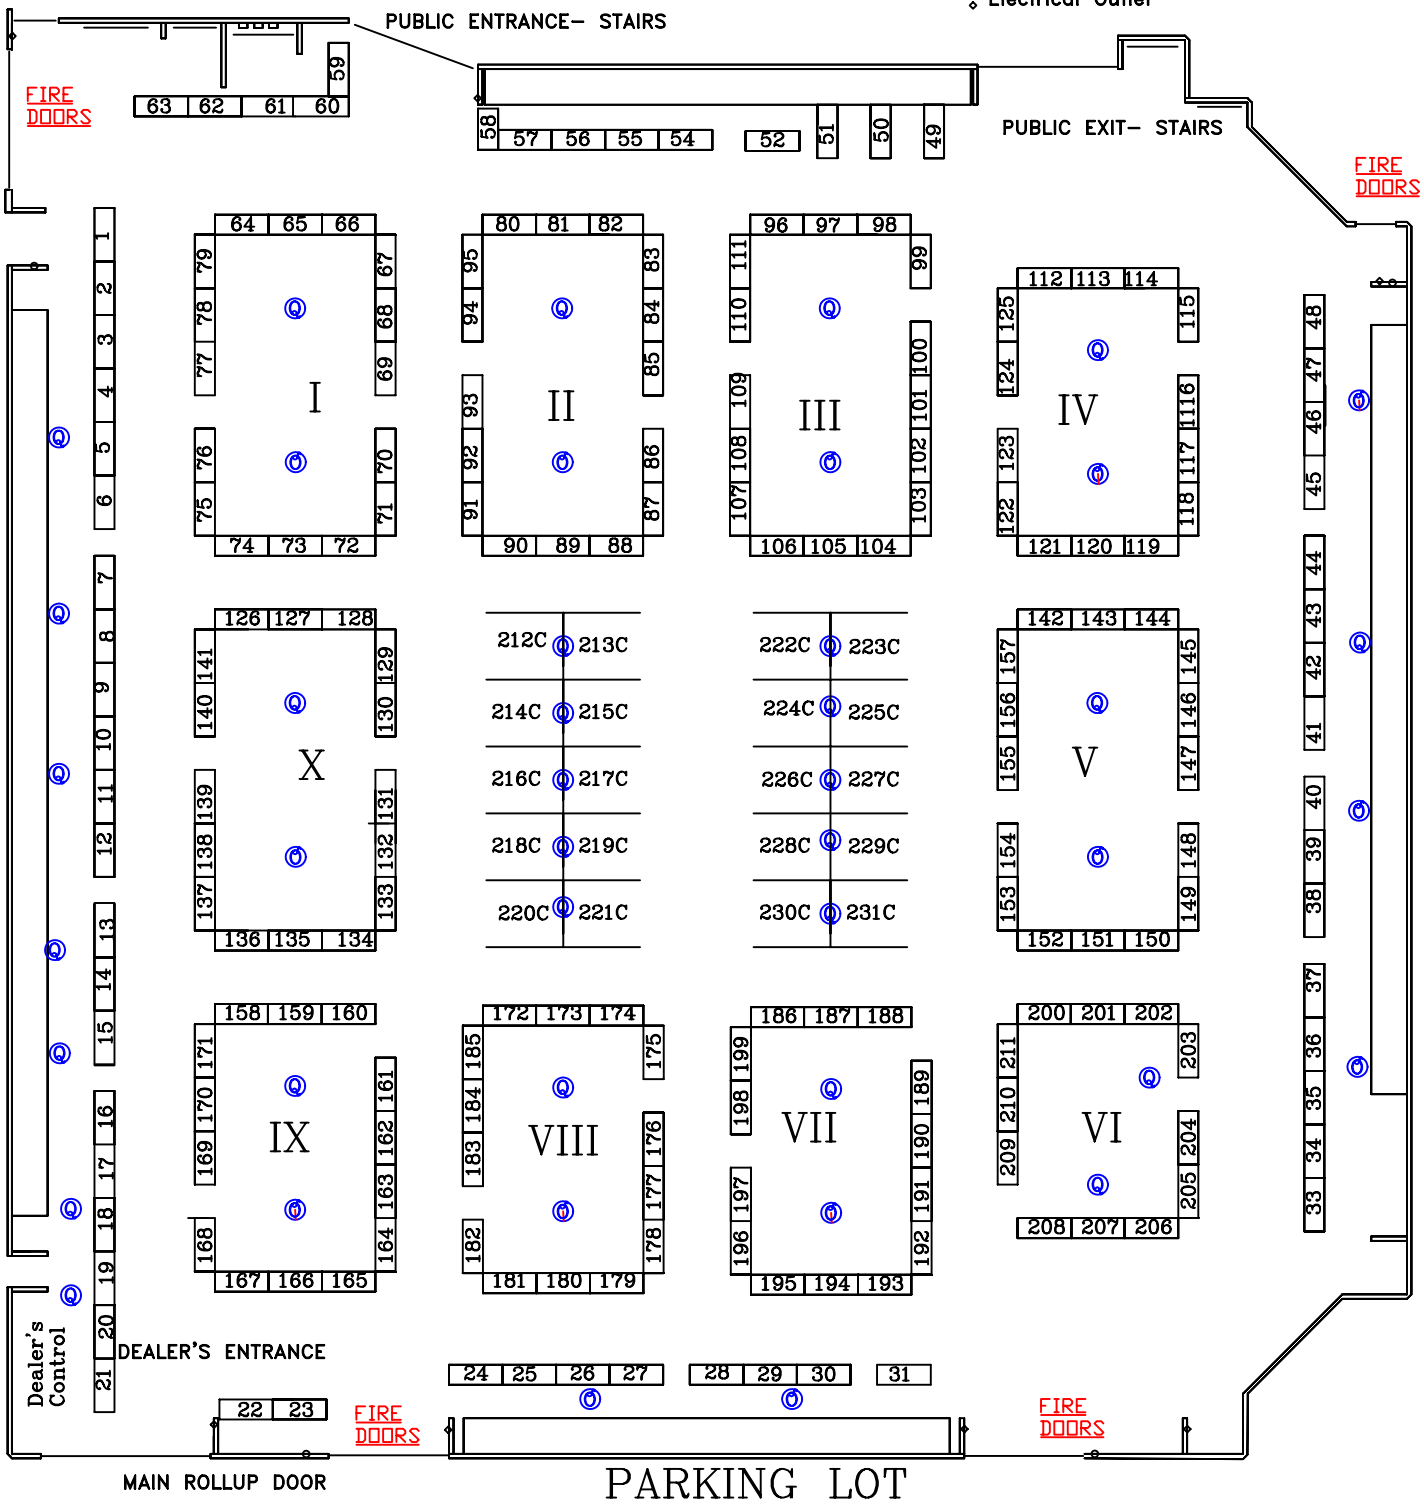 Electrical Outlet
PUBLIC ENTRANCE– STAIRS
59
FIRE
DOORS
63 62 61 60
58 57 56 55 54 52 51 50 49
PUBLIC EXIT– STAIRS
FIRE
DOORS
1 2 3 4 5 6
7 8 9 10 11 12
13 14 15
16 17 18 19 20 21
64 65 66
79 78 77 76 75
67 68 69 70 71
I
74 73 72
80 81 82
95 94 93 92 91
83 84 85 86 87
II
90 89 88
96 97 98
111 110 109 108 107
99 100 101 102 103
III
106 105 104
112 113 114
125 124 123 122
115 1116 117 118
IV
121 120 119
48 47 46 45
44 43 42 41
40 39 38
37 36 35 34 33
126 127 128
141 140 139 138 137
129 130 131 132 133
X
136 135 134
212C 213C
214C 215C
216C 217C
218C 219C
220C 221C
222C 223C
224C 225C
226C 227C
228C 229C
230C 231C
142 143 144
157 156 155 154 153
145 146 147 148 149
V
152 151 150
158 159 160
171 170 169 168
161 162 163 164
IX
167 166 165
172 173 174
185 184 183 182
175 176 177 178
VIII
181 180 179
186 187 188
199 198 197 196
189 190 191 192
VII
195 194 193
200 201 202
211 210 209
203 204 205
VI
208 207 206
Dealer's
Control
DEALER'S ENTRANCE
22 23
FIRE
DOORS
24 25 26 27 28 29 30 31
FIRE
DOORS
MAIN ROLLUP DOOR
PARKING LOT